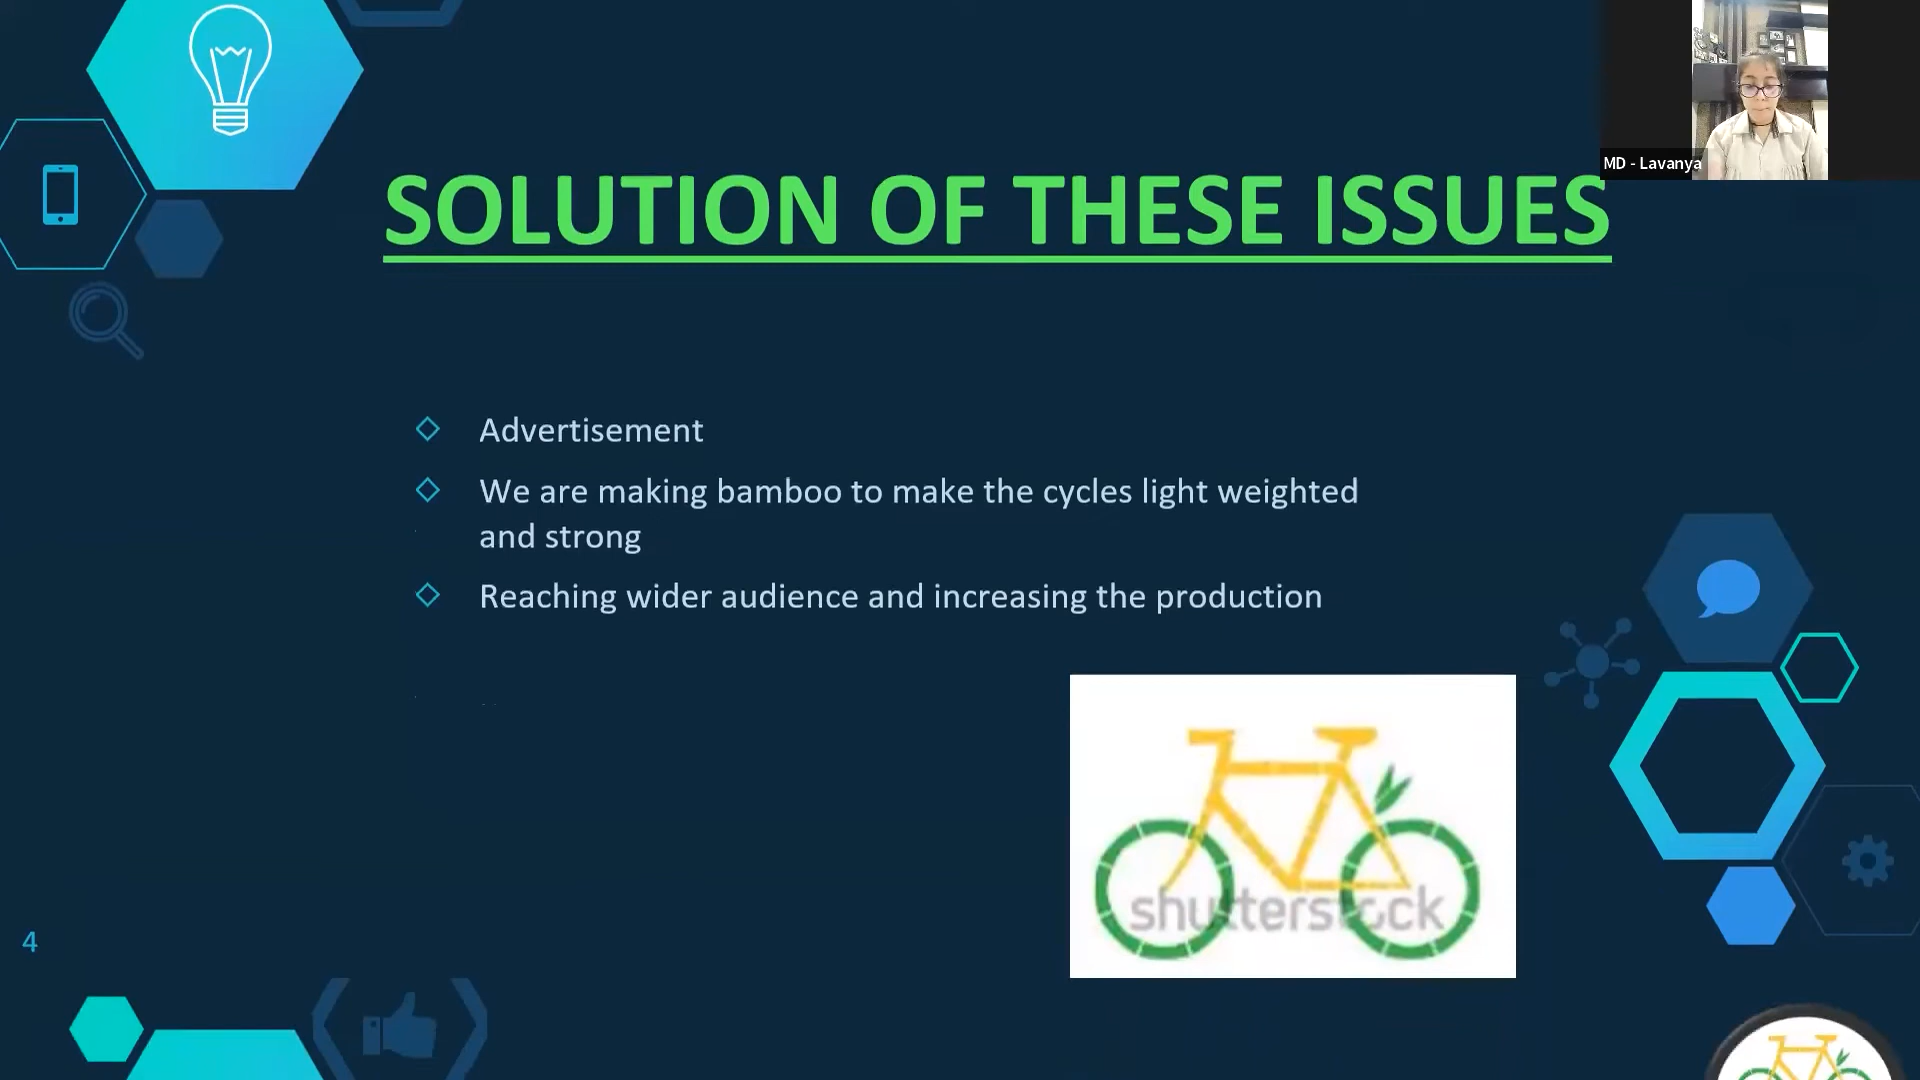 MD - Lavanya
SOLUTION OF THESE ISSUES
Advertisement
We are making bamboo to make the cycles light weighted
and strong
Reaching wider audience and increasing the production
shutterstock
4